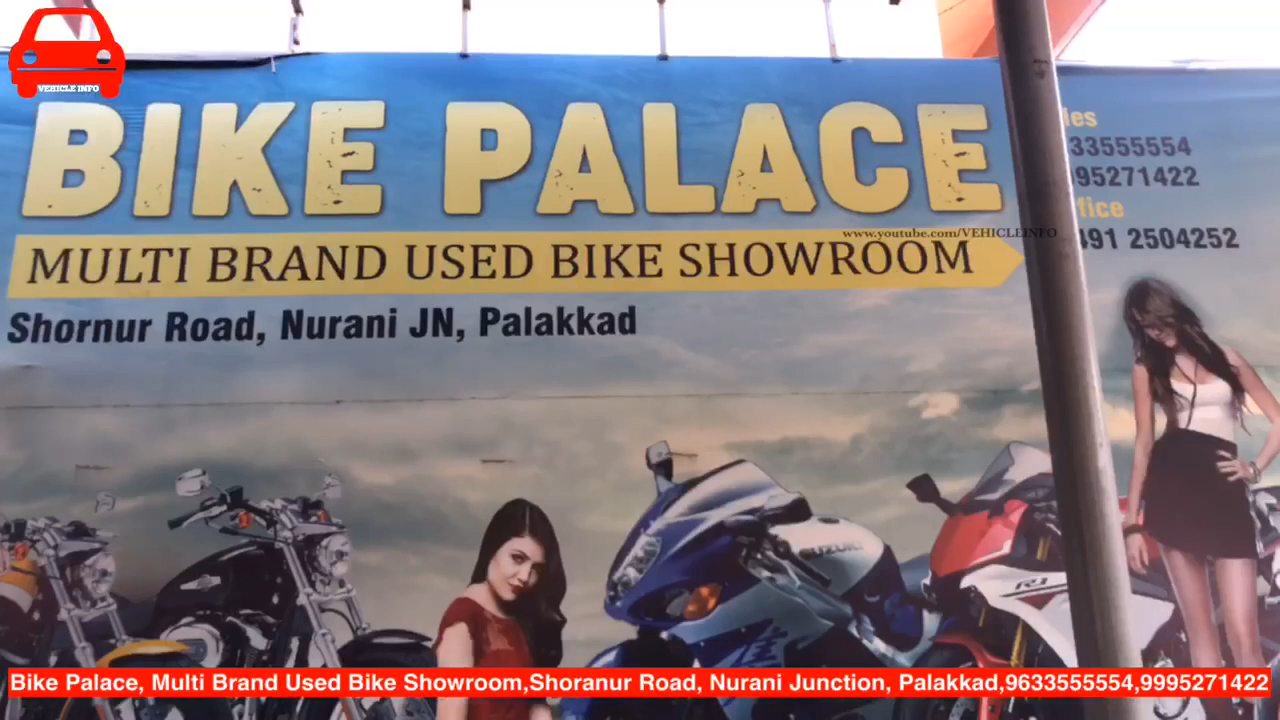 VEHICLE INFO
BIKE PALACE
MULTI BRAND USED BIKE SHOWROOM
Shornur Road, Nurani JN, Palakkad
les
33555554
95271422
fice
491 2504252
www.youtube.com/VEHICLEINFO
SUZUKI
R1
Bike Palace, Multi Brand Used Bike Showroom,Shoranur Road, Nurani Junction, Palakkad,9633555554,9995271422